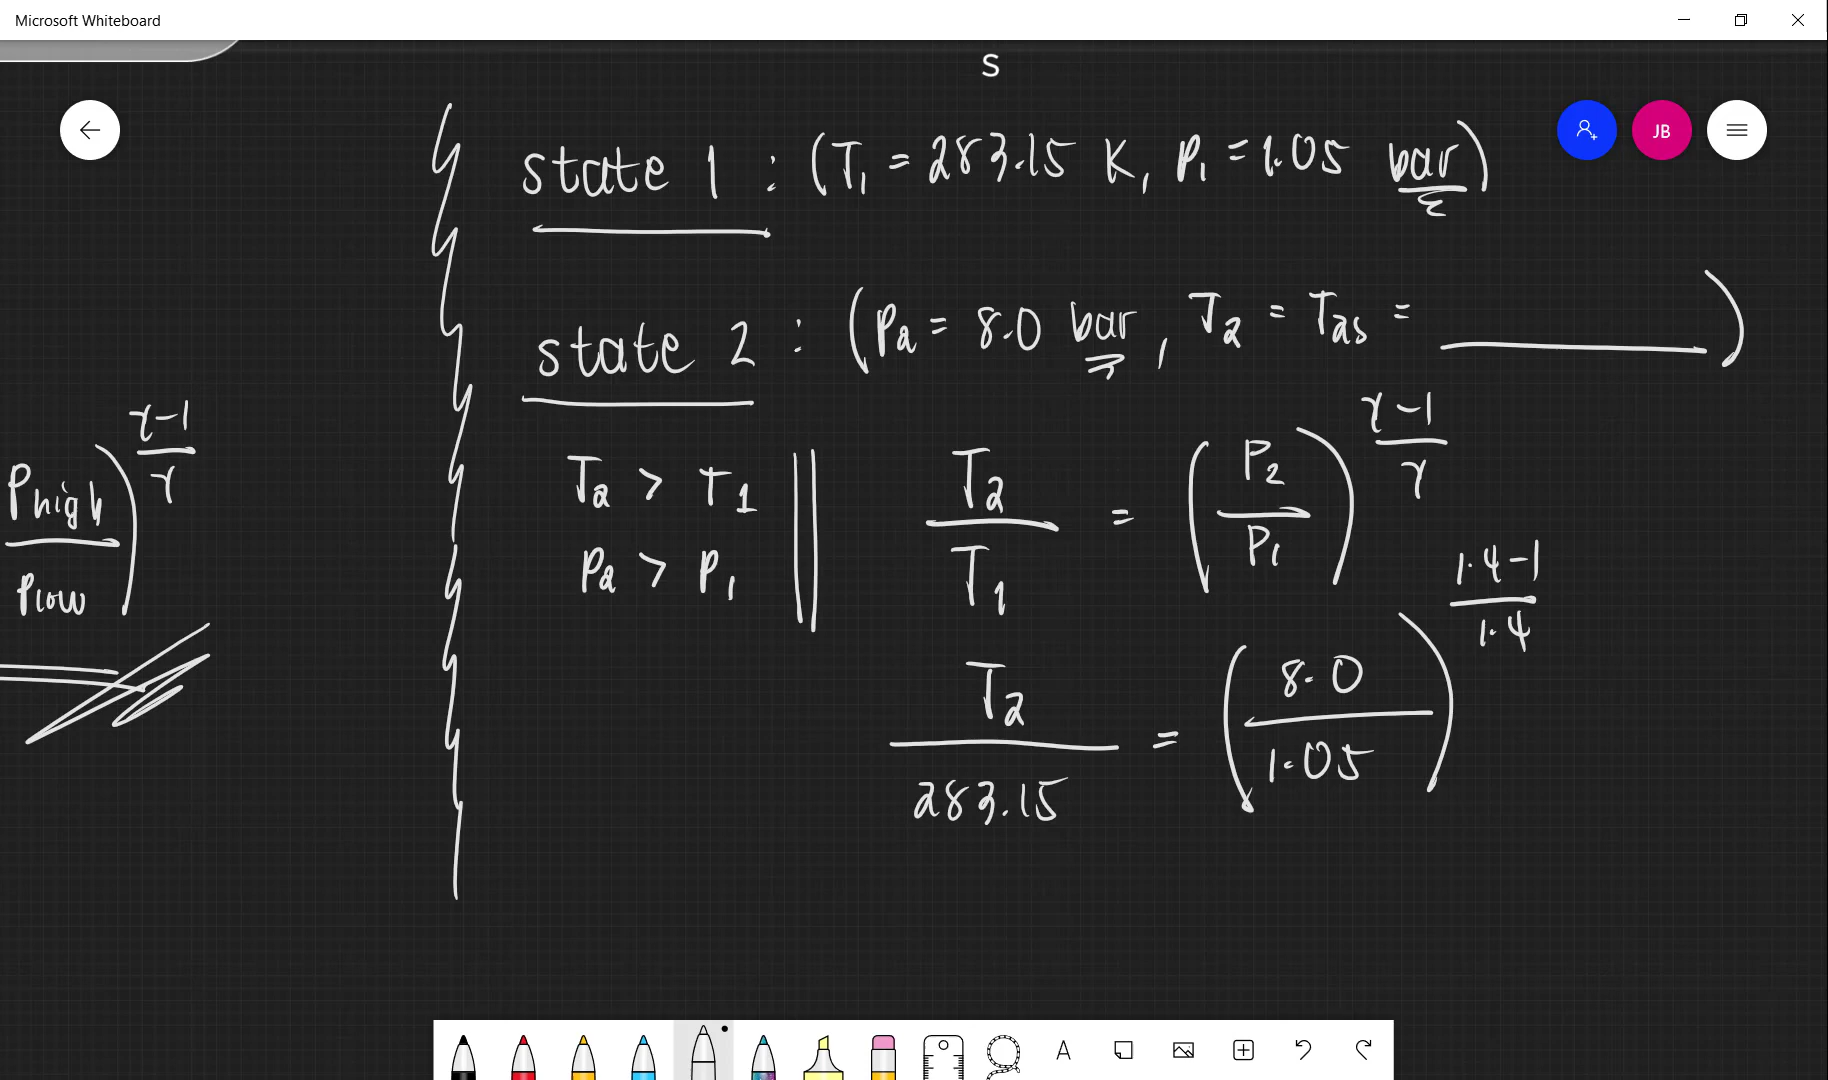 Microsoft Whiteboard
S
JB
state 1 : (T₁ = 283.15 K, P₁ = 1.05 bar)
state 2 : (P₂ = 8.0 bar, T₂ = T₂s = ______)
(Phigh / Plow)^((γ-1)/γ)
T₂ > T₁
P₂ > P₁
T₂ / T₁ = (P₂ / P₁)^((γ-1)/γ)
T₂ / 283.15 = (8.0 / 1.05)^((1.4-1)/1.4)
A